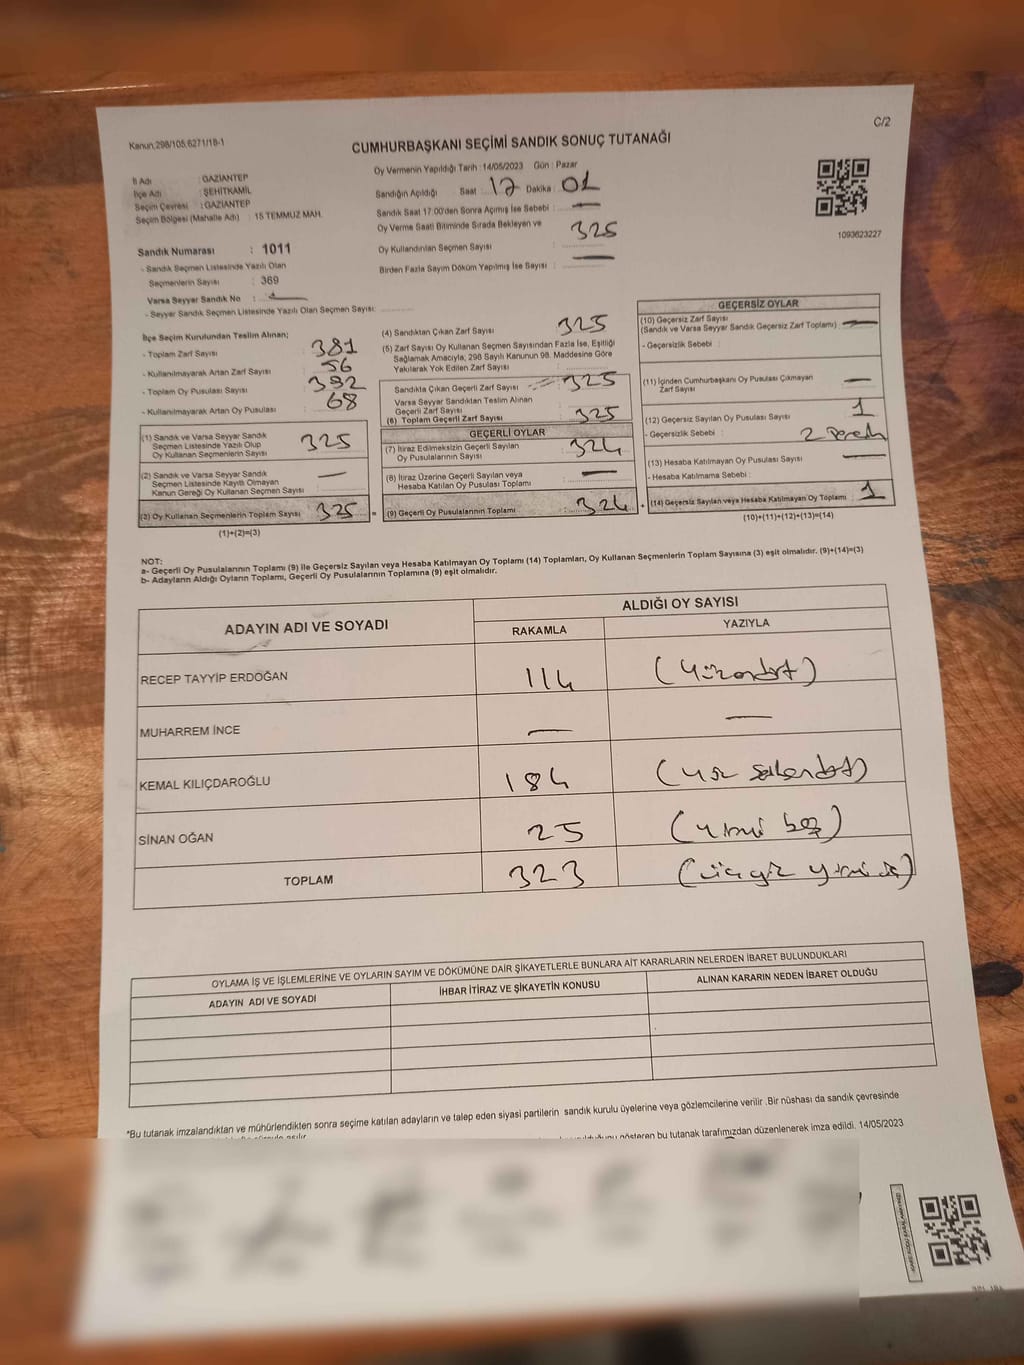 Kanun,298/105,6271/18-1
C/2
CUMHURBAŞKANI SEÇİMİ SANDIK SONUÇ TUTANAĞI
İl Adı : GAZİANTEP
İlçe Adı : ŞEHİTKAMİL
Seçim Çevresi : GAZİANTEP
Seçim Bölgesi (Mahalle Adı) : 15 TEMMUZ MAH.
Oy Vermenin Yapıldığı Tarih : 14/05/2023 Gün : Pazar
Sandığın Açıldığı Saat 17 Dakika 01
Sandık Saat 17.00'den Sonra Açılmış İse Sebebi : —
Oy Verme Saati Bitiminde Sırada Bekleyen ve
Oy Kullandırılan Seçmen Sayısı 325
Birden Fazla Sayım Döküm Yapılmış İse Sayısı : —
1093623227
Sandık Numarası : 1011
- Sandık Seçmen Listesinde Yazılı Olan
Seçmenlerin Sayısı : 369
Varsa Seyyar Sandık No :
- Seyyar Sandık Seçmen Listesinde Yazılı Olan Seçmen Sayısı:
İlçe Seçim Kurulundan Teslim Alınan;
- Toplam Zarf Sayısı 381
- Kullanılmayarak Artan Zarf Sayısı 56
- Toplam Oy Pusulası Sayısı 392
- Kullanılmayarak Artan Oy Pusulası 68
(1) Sandık ve Varsa Seyyar Sandık
Seçmen Listesinde Yazılı Olup
Oy Kullanan Seçmenlerin Sayısı 325
(2) Sandık ve Varsa Seyyar Sandık
Seçmen Listesinde Kayıtlı Olmayan
Kanun Gereği Oy Kullanan Seçmen Sayısı —
(3) Oy Kullanan Seçmenlerin Toplam Sayısı 325 =
(1)+(2)=(3)
(4) Sandıktan Çıkan Zarf Sayısı 325
(5) Zarf Sayısı Oy Kullanan Seçmen Sayısından Fazla İse, Eşitliği
Sağlamak Amacıyla; 298 Sayılı Kanunun 98. Maddesine Göre
Yakılarak Yok Edilen Zarf Sayısı
Sandıkta Çıkan Geçerli Zarf Sayısı 325
Varsa Seyyar Sandıktan Teslim Alınan
Geçerli Zarf Sayısı
(6) Toplam Geçerli Zarf Sayısı 325
GEÇERLİ OYLAR
(7) İtiraz Edilmeksizin Geçerli Sayılan
Oy Pusulalarının Sayısı 324
(8) İtiraz Üzerine Geçerli Sayılan veya
Hesaba Katılan Oy Pusulası Toplamı —
(9) Geçerli Oy Pusulalarının Toplamı : 324 +
GEÇERSİZ OYLAR
(10) Geçersiz Zarf Sayısı
(Sandık ve Varsa Seyyar Sandık Geçersiz Zarf Toplamı) —
- Geçersizlik Sebebi :
(11) İçinden Cumhurbaşkanı Oy Pusulası Çıkmayan
Zarf Sayısı —
(12) Geçersiz Sayılan Oy Pusulası Sayısı 1
- Geçersizlik Sebebi : 2
(13) Hesaba Katılmayan Oy Pusulası Sayısı —
- Hesaba Katılmama Sebebi :
(14) Geçersiz Sayılan veya Hesaba Katılmayan Oy Toplamı : 1
(10)+(11)+(12)+(13)=(14)
NOT:
a- Geçerli Oy Pusulalarının Toplamı (9) ile Geçersiz Sayılan veya Hesaba Katılmayan Oy Toplamı (14) Toplamları, Oy Kullanan Seçmenlerin Toplam Sayısına (3) eşit olmalıdır. (9)+(14)=(3)
b- Adayların Aldığı Oyların Toplamı, Geçerli Oy Pusulalarının Toplamına (9) eşit olmalıdır.
ADAYIN ADI VE SOYADI ALDIĞI OY SAYISI
RAKAMLA YAZIYLA
RECEP TAYYİP ERDOĞAN 114 (Yüzondört)
MUHARREM İNCE — —
KEMAL KILIÇDAROĞLU 184 (Yüz seksendört)
SİNAN OĞAN 25 (Yirmi beş)
TOPLAM 323 (üçyüz yirmi üç)
OYLAMA İŞ VE İŞLEMLERİNE VE OYLARIN SAYIM VE DÖKÜMÜNE DAİR ŞİKAYETLERLE BUNLARA AİT KARARLARIN NELERDEN İBARET BULUNDUKLARI
ADAYIN ADI VE SOYADI İHBAR İTİRAZ VE ŞİKAYETİN KONUSU ALINAN KARARIN NEDEN İBARET OLDUĞU
*Bu tutanak imzalandıktan ve mühürlendikten sonra seçime katılan adayların ve talep eden siyasi partilerin sandık kurulu üyelerine veya gözlemcilerine verilir .Bir nüshası da sandık çevresinde
gösteren bu tutanak tarafımızdan düzenlenerek imza edildi. 14/05/2023